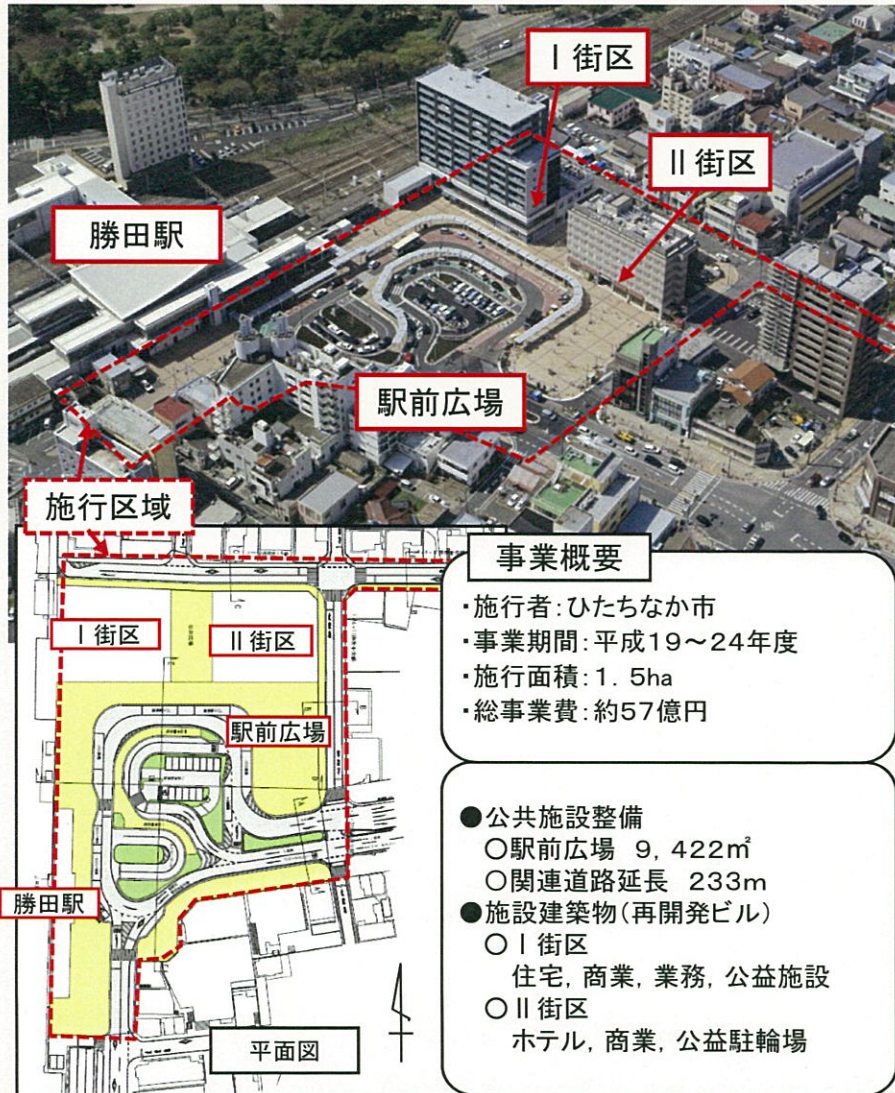 Ⅰ街区
Ⅱ街区
勝田駅
駅前広場
施行区域
Ⅰ街区
Ⅱ街区
駅前広場
勝田駅
平面図
事業概要
・施行者:ひたちなか市
・事業期間:平成19～24年度
・施行面積:1.5ha
・総事業費:約57億円
●公共施設整備
○駅前広場 9,422㎡
○関連道路延長 233m
●施設建築物(再開発ビル)
○Ⅰ街区
住宅,商業,業務,公益施設
○Ⅱ街区
ホテル,商業,公益駐輪場